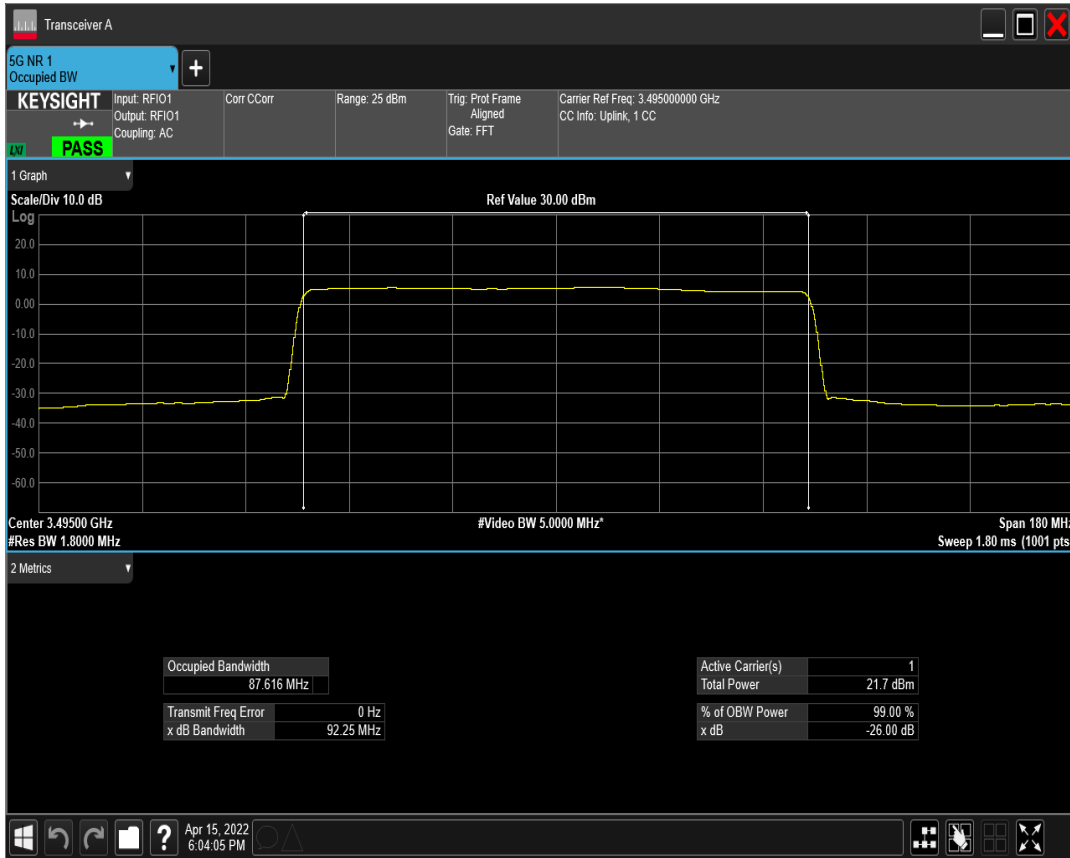 Transceiver A
5G NR 1
Occupied BW
KEYSIGHT
LXI
PASS
Input: RFIO1
Output: RFIO1
Coupling: AC
Corr CCorr
Range: 25 dBm
Trig: Prot Frame
Aligned
Gate: FFT
Carrier Ref Freq: 3.495000000 GHz
CC Info: Uplink, 1 CC
1 Graph
Scale/Div 10.0 dB
Ref Value 30.00 dBm
Log
20.0
10.0
0.00
-10.0
-20.0
-30.0
-40.0
-50.0
-60.0
Center 3.49500 GHz
#Video BW 5.0000 MHz*
Span 180 MHz
#Res BW 1.8000 MHz
Sweep 1.80 ms (1001 pts
2 Metrics
Occupied Bandwidth
87.616 MHz
Transmit Freq Error 0 Hz
x dB Bandwidth 92.25 MHz
Active Carrier(s) 1
Total Power 21.7 dBm
% of OBW Power 99.00 %
x dB -26.00 dB
?
Apr 15, 2022
6:04:05 PM